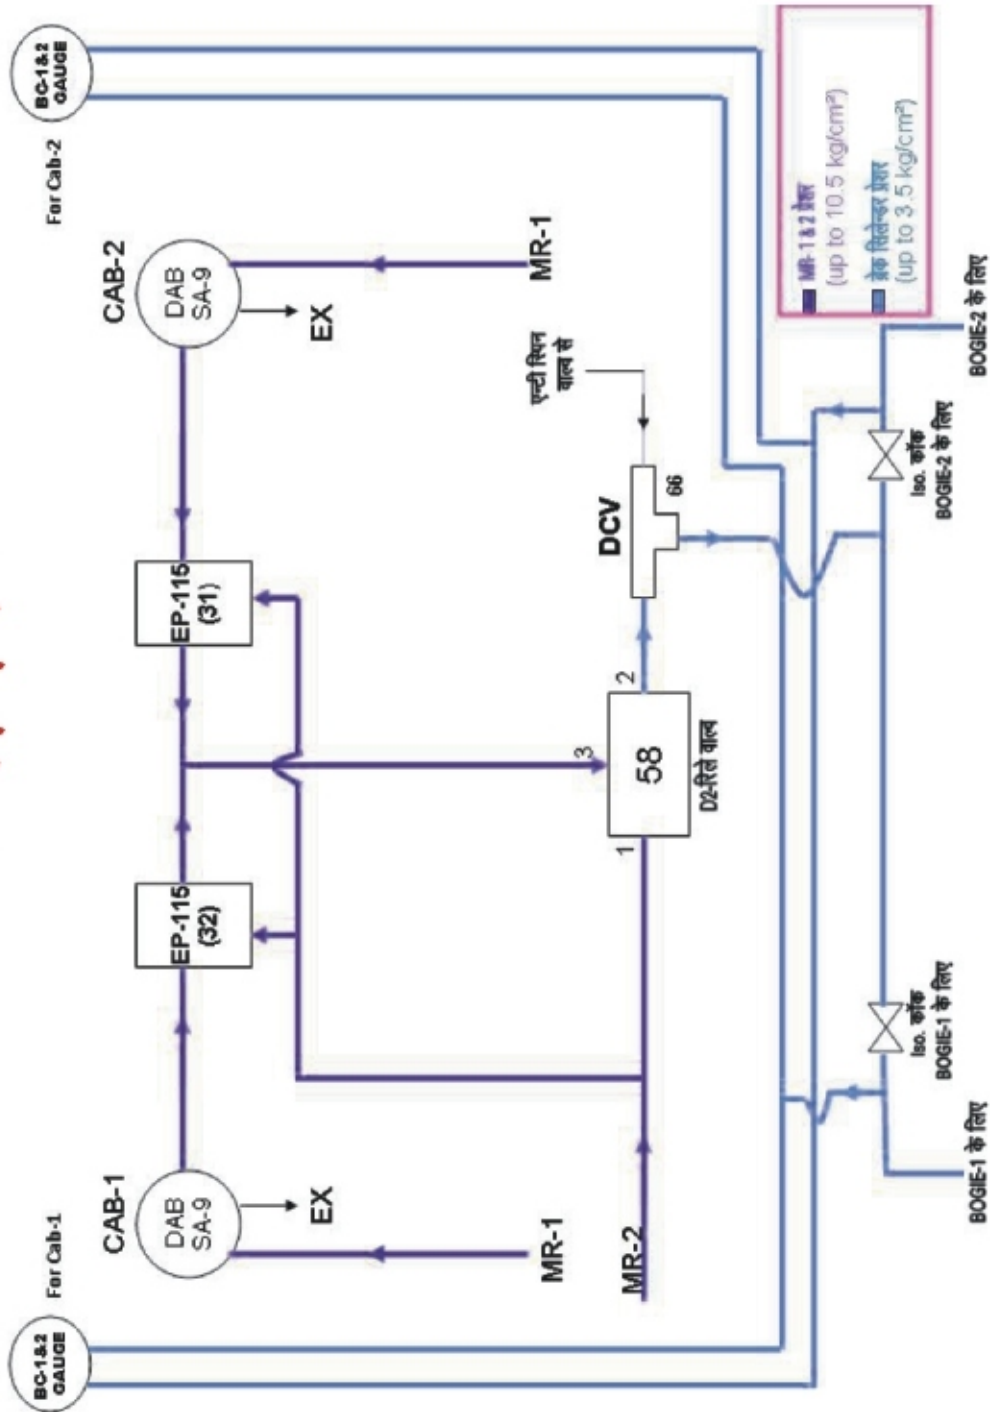 BC-1&2
GAUGE
For Cab-1
BC-1&2
GAUGE
For Cab-2
CAB-1
DAB
SA-9
EX
MR-1
EP-115
(32)
EP-115
(31)
CAB-2
DAB
SA-9
EX
MR-1
MR-2
1
3
58
2
D2-रिले वाल्व
DCV
66
एन्टी स्पिन
वाल्व से
MR-1 & 2 प्रेशर
(up to 10.5 kg/cm²)
ब्रेक सिलेन्डर प्रेशर
(up to 3.5 kg/cm²)
Iso. कॉक
BOGIE-1 के लिए
Iso. कॉक
BOGIE-2 के लिए
BOGIE-1 के लिए
BOGIE-2 के लिए